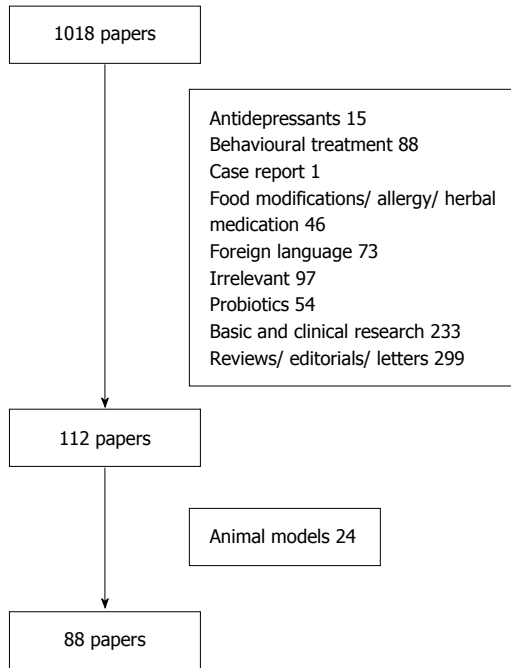 1018 papers
Antidepressants 15
Behavioural treatment 88
Case report 1
Food modifications/ allergy/ herbal
medication 46
Foreign language 73
Irrelevant 97
Probiotics 54
Basic and clinical research 233
Reviews/ editorials/ letters 299
112 papers
Animal models 24
88 papers